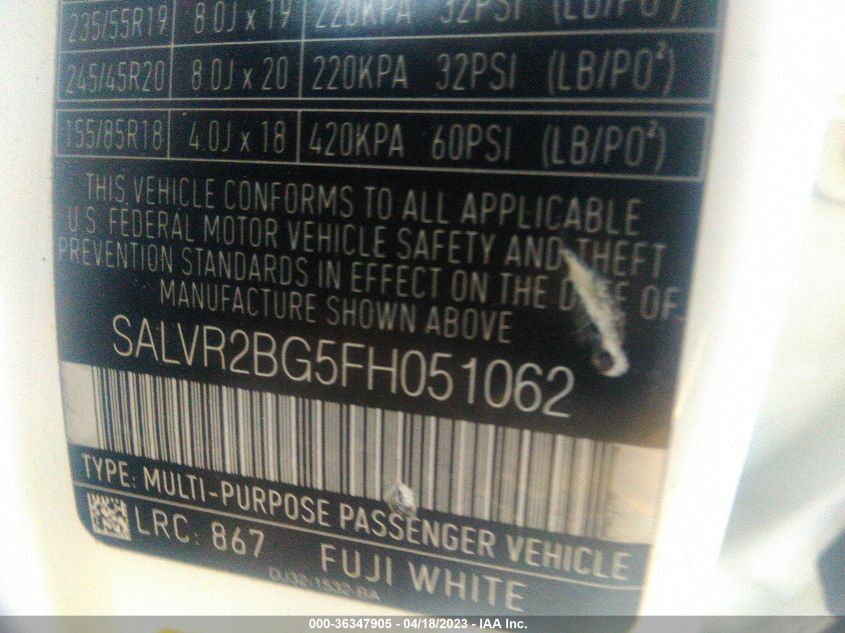 235/55R19 8.0J x 19 220KPA 32PSI (LB/PO²)
245/45R20 8.0J x 20 220KPA 32PSI (LB/PO²)
155/85R18 4.0J x 18 420KPA 60PSI (LB/PO²)
THIS VEHICLE CONFORMS TO ALL APPLICABLE
U.S. FEDERAL MOTOR VEHICLE SAFETY AND THEFT
PREVENTION STANDARDS IN EFFECT ON THE DATE OF
MANUFACTURE SHOWN ABOVE
SALVR2BG5FH051062
TYPE: MULTI-PURPOSE PASSENGER VEHICLE
LRC: 867 FUJI WHITE
000-36347905 - 04/18/2023 - IAA Inc.